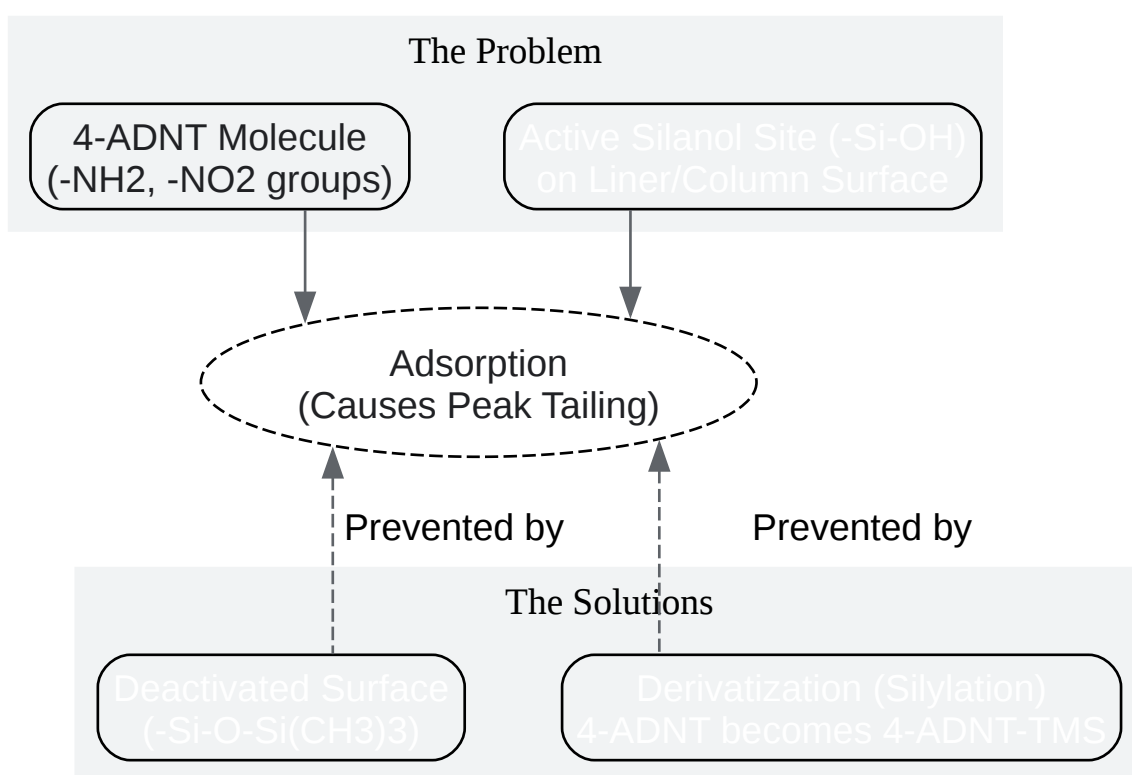 The Problem
4-ADNT Molecule
(-NH2, -NO2 groups)
Active Silanol Site (-Si-OH)
on Liner/Column Surface
Adsorption
(Causes Peak Tailing)
Prevented by
Prevented by
The Solutions
Deactivated Surface
(-Si-O-Si(CH3)3)
Derivatization (Silylation)
4-ADNT becomes 4-ADNT-TMS